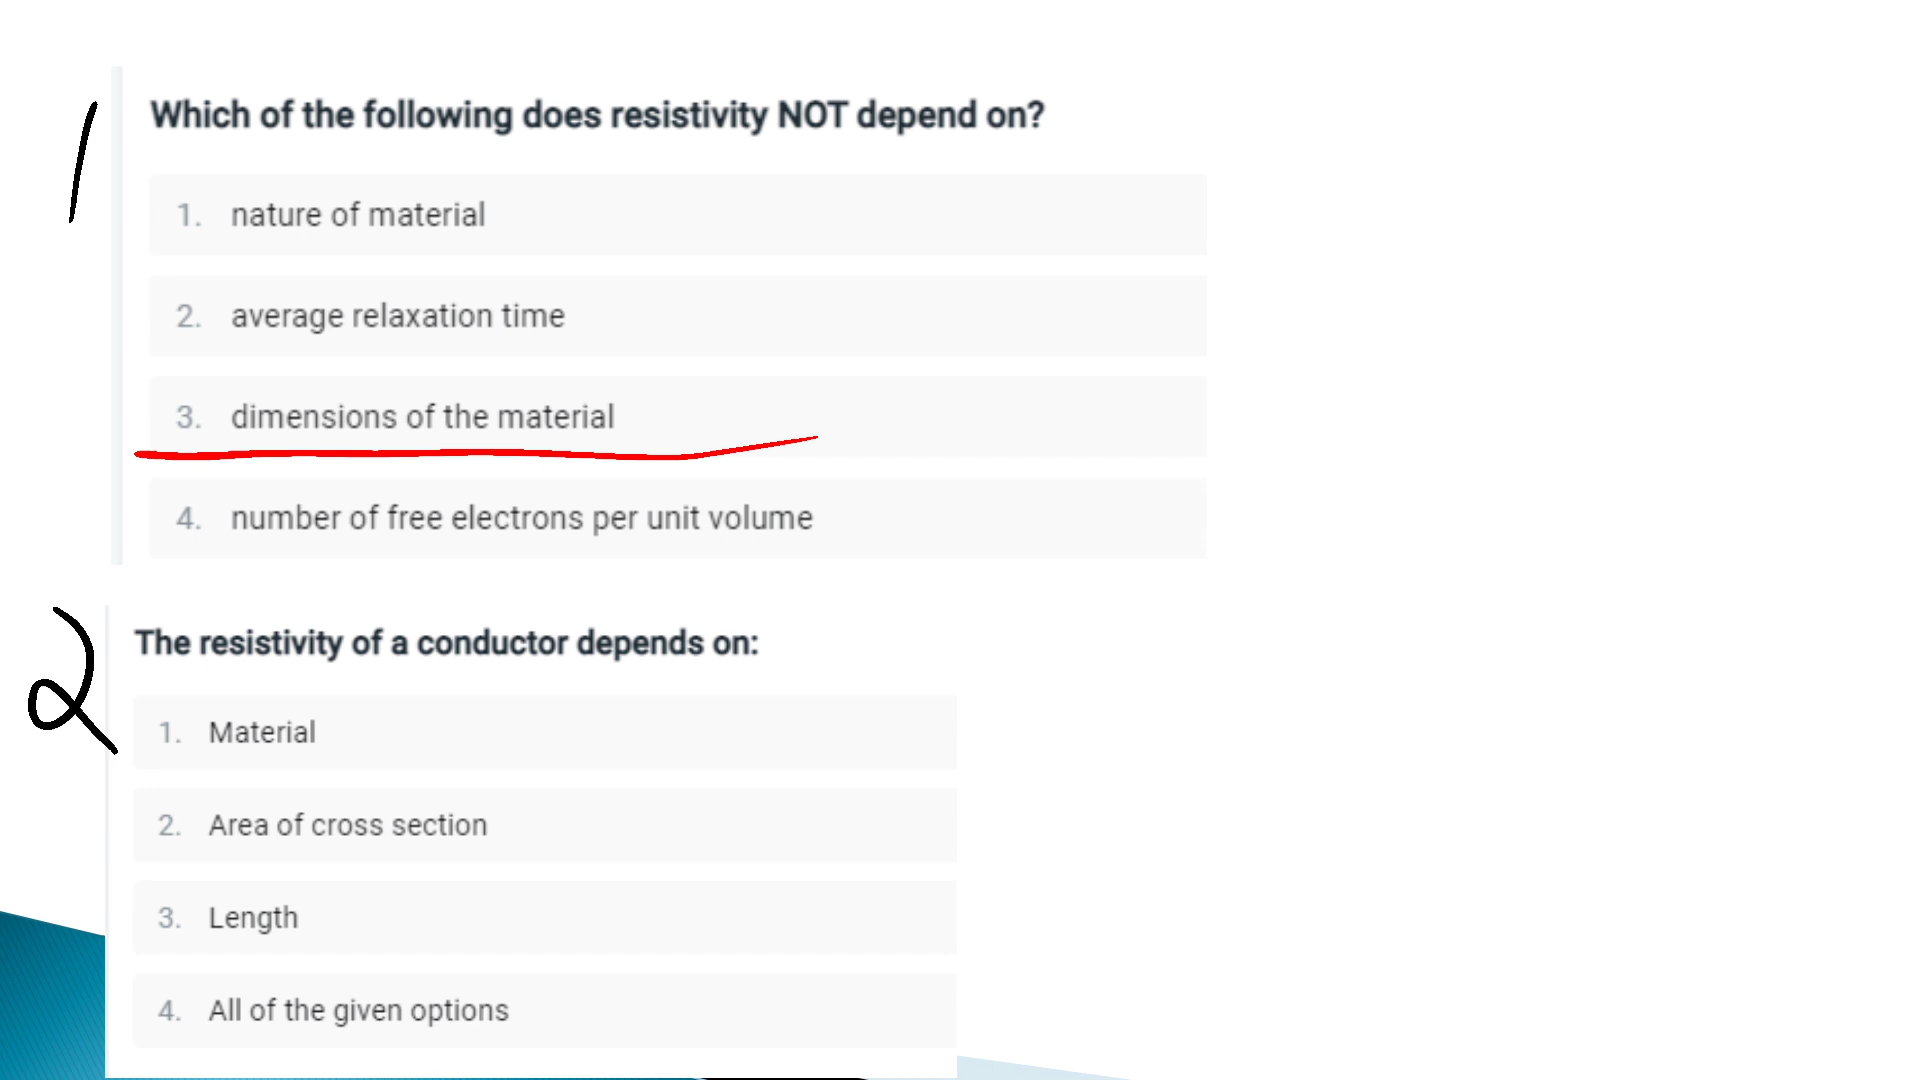 1
Which of the following does resistivity NOT depend on?
1. nature of material
2. average relaxation time
3. dimensions of the material
4. number of free electrons per unit volume
2
The resistivity of a conductor depends on:
1. Material
2. Area of cross section
3. Length
4. All of the given options